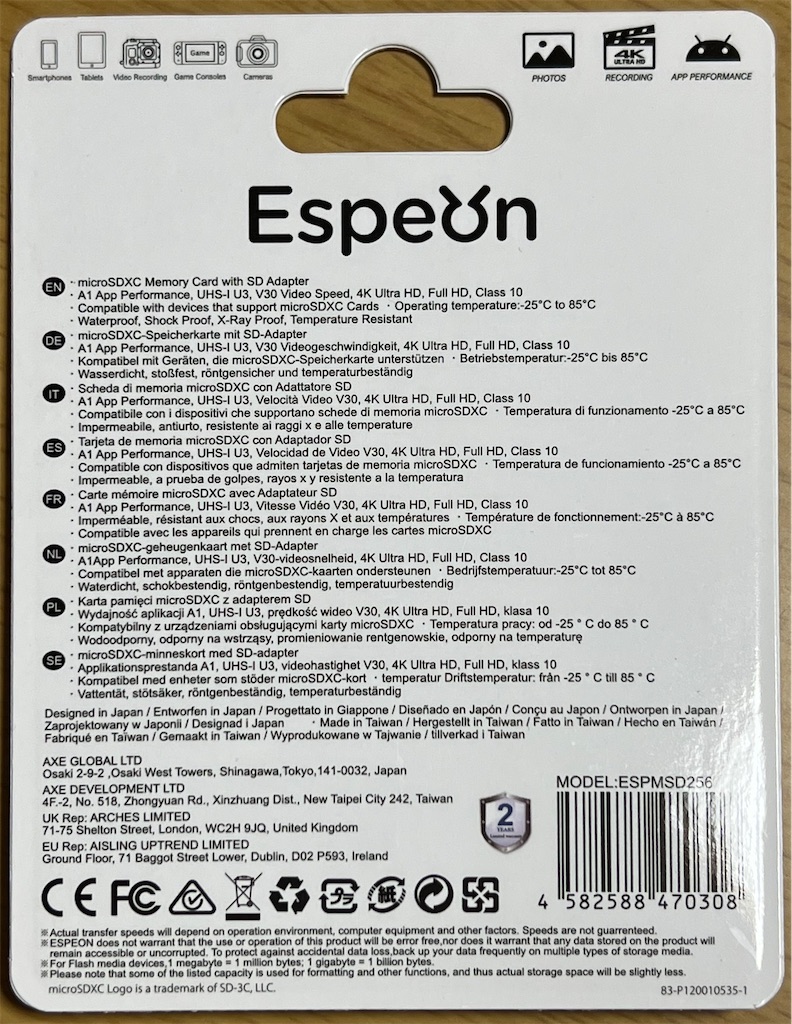 Smartphones Tablets Video Recording Game Consoles Cameras
Game
4K
ULTRA HD
PHOTOS RECORDING APP PERFORMANCE
Espeon
EN · microSDXC Memory Card with SD Adapter
· A1 App Performance, UHS-I U3, V30 Video Speed, 4K Ultra HD, Full HD, Class 10
· Compatible with devices that support microSDXC Cards · Operating temperature:-25°C to 85°C
· Waterproof, Shock Proof, X-Ray Proof, Temperature Resistant
DE · microSDXC-Speicherkarte mit SD-Adapter
· A1 App Performance, UHS-I U3, V30 Videogeschwindigkeit, 4K Ultra HD, Full HD, Class 10
· Kompatibel mit Geräten, die microSDXC-Speicherkarte unterstützen · Betriebstemperatur:-25°C bis 85°C
· Wasserdicht, stoßfest, röntgensicher und temperaturbeständig
IT · Scheda di memoria microSDXC con Adattatore SD
· A1 App Performance, UHS-I U3, Velocità Video V30, 4K Ultra HD, Full HD, Class 10
· Compatibile con i dispositivi che supportano schede di memoria microSDXC · Temperatura di funzionamento -25°C a 85°C
· Impermeabile, antiurto, resistente ai raggi x e alle temperature
ES · Tarjeta de memoria microSDXC con Adaptador SD
· A1 App Performance, UHS-I U3, Velocidad de Video V30, 4K Ultra HD, Full HD, Class 10
· Compatible con dispositivos que admiten tarjetas de memoria microSDXC · Temperatura de funcionamiento -25°C a 85°C
· Impermeable, a prueba de golpes, rayos x y resistente a la temperatura
FR · Carte mémoire microSDXC avec Adaptateur SD
· A1 App Performance, UHS-I U3, Vitesse Vidéo V30, 4K Ultra HD, Full HD, Class 10
· Imperméable, résistant aux chocs, aux rayons X et aux températures · Température de fonctionnement:-25°C à 85°C
· Compatible avec les appareils qui prennent en charge les cartes microSDXC
NL · microSDXC-geheugenkaart met SD-Adapter
· A1App Performance, UHS-I U3, V30-videosnelheid, 4K Ultra HD, Full HD, Class 10
· Compatibel met apparaten die microSDXC-kaarten ondersteunen · Bedrijfstemperatuur:-25°C tot 85°C
· Waterdicht, schokbestendig, röntgenbestendig, temperatuurbestendig
PL · Karta pamięci microSDXC z adapterem SD
· Wydajność aplikacji A1, UHS-I U3, prędkość wideo V30, 4K Ultra HD, Full HD, klasa 10
· Kompatybilny z urządzeniami obsługującymi karty microSDXC · Temperatura pracy: od -25 ° C do 85 ° C
· Wodoodporny, odporny na wstrząsy, promieniowanie rentgenowskie, odporny na temperaturę
SE · microSDXC-minneskort med SD-adapter
· Applikationsprestanda A1, UHS-I U3, videohastighet V30, 4K Ultra HD, Full HD, klass 10
· Kompatibel med enheter som stöder microSDXC-kort · temperatur Driftstemperatur: från -25 ° C till 85 ° C
· Vattentät, stötsäker, röntgenbeständig, temperaturbeständig
Designed in Japan / Entworfen in Japan / Progettato in Giappone / Diseñado en Japón / Conçu au Japon / Ontworpen in Japan /
Zaprojektowany w Japonii / Designad i Japan · Made in Taiwan / Hergestellt in Taiwan / Fatto in Taiwan / Hecho en Taiwán /
Fabriqué en Taïwan / Gemaakt in Taiwan / Wyprodukowane w Tajwanie / tillverkad i Taiwan
AXE GLOBAL LTD
Osaki 2-9-2 ,Osaki West Towers, Shinagawa,Tokyo,141-0032, Japan
AXE DEVELOPMENT LTD
4F.-2, No. 518, Zhongyuan Rd., Xinzhuang Dist., New Taipei City 242, Taiwan
UK Rep: ARCHES LIMITED
71-75 Shelton Street, London, WC2H 9JQ, United Kingdom
EU Rep: AISLING UPTREND LIMITED
Ground Floor, 71 Baggot Street Lower, Dublin, D02 P593, Ireland
2
YEARS
Limited warranty
MODEL:ESPMSD256
4 582588 470308
CE FC プラ 紙
※Actual transfer speeds will depend on operation environment, computer equipment and other factors. Speeds are not guarrenteed.
※ESPEON does not warrant that the use or operation of this product will be error free,nor does it warrant that any data stored on the product will
remain accessible or uncorrupted. To protect against accidental data loss,back up your data frequently on multiple types of storage media.
※For Flash media devices,1 megabyte = 1 million bytes; 1 gigabyte = 1 billion bytes.
※Please note that some of the listed capacity is used for formatting and other functions, and thus actual storage space will be slightly less.
microSDXC Logo is a trademark of SD-3C, LLC.
83-P120010535-1